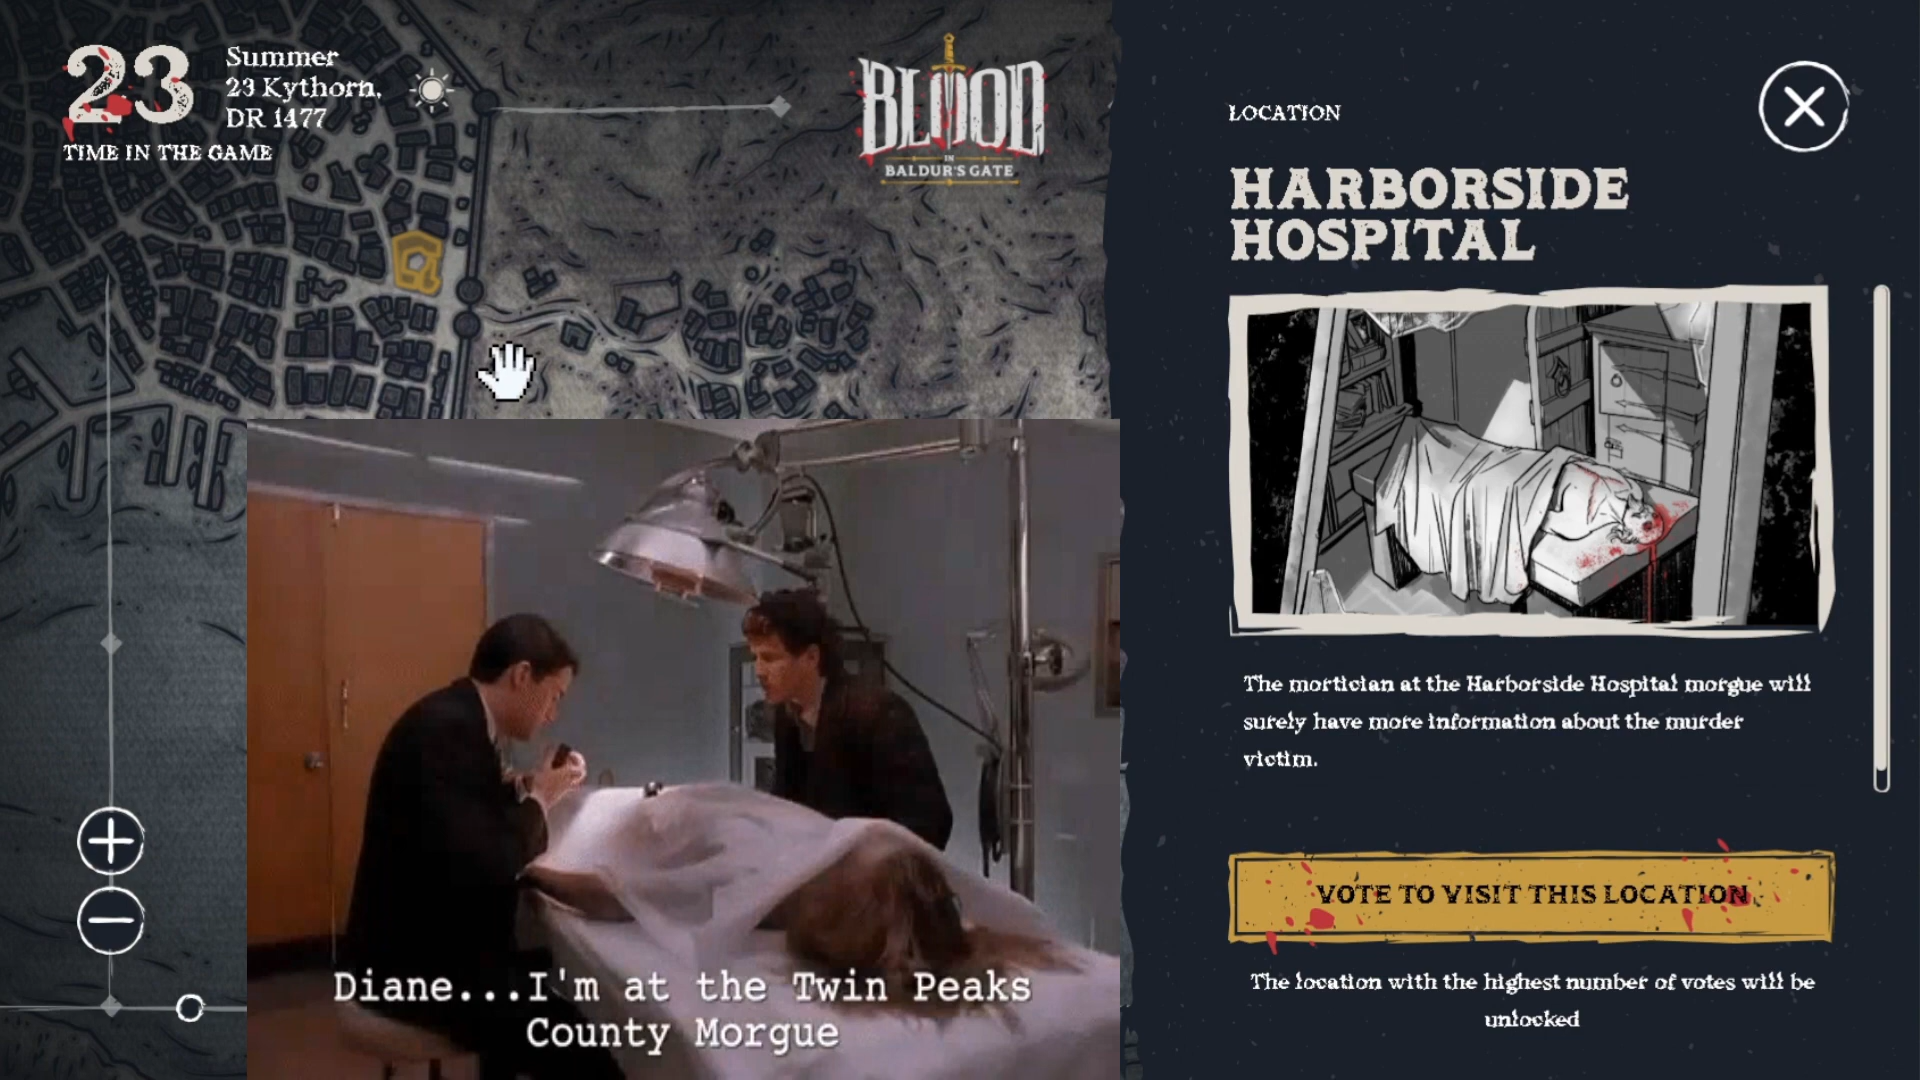 23
Summer
23 Kythorn,
DR 1477
TIME IN THE GAME
BLOOD
IN
BALDUR'S GATE
LOCATION
HARBORSIDE
HOSPITAL
The mortician at the Harborside Hospital morgue will
surely have more information about the murder
victim.
VOTE TO VISIT THIS LOCATION
The location with the highest number of votes will be
unlocked
Diane...I'm at the Twin Peaks
County Morgue